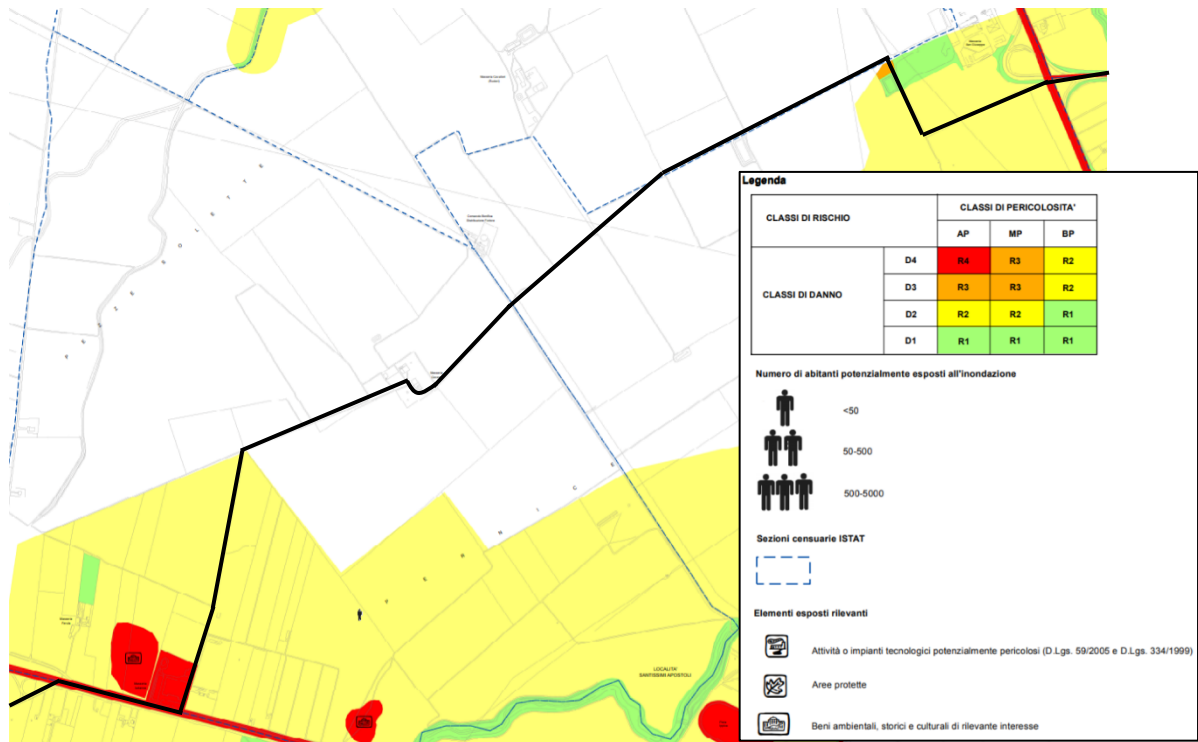 Legenda
CLASSI DI RISCHIO
CLASSI DI PERICOLOSITA'
AP MP BP
CLASSI DI DANNO
D4 R4 R3 R2
D3 R3 R3 R2
D2 R2 R2 R1
D1 R1 R1 R1
Numero di abitanti potenzialmente esposti all'inondazione
<50
50-500
500-5000
Sezioni censuarie ISTAT
Elementi esposti rilevanti
Attività o impianti tecnologici potenzialmente pericolosi (D.Lgs. 59/2005 e D.Lgs. 334/1999)
Aree protette
Beni ambientali, storici e culturali di rilevante interesse
LOCALITA'
SANTISSIMI APOSTOLI